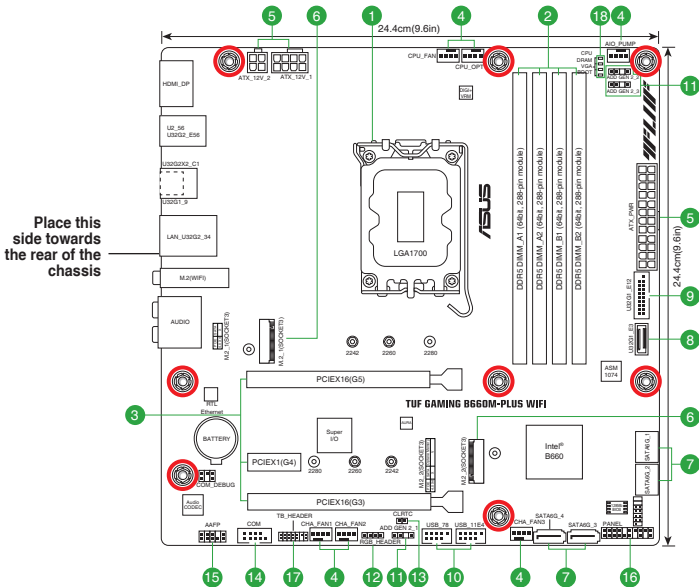 5
6
1
4
2
18
4
24.4cm(9.6in)
ATX_12V_2
ATX_12V_1
CPU_FAN
CPU_OPT
AIO_PUMP
CPU
DRAM
VGA
BOOT
ADD GEN 2_2
ADD GEN 2_3
11
HDMI_DP
DIGI+
VRM
U2_56
U32G2_E56
U32G2X2_C1
U32G1_9
LAN_U32G2_34
M.2(WIFI)
AUDIO
Place this
side towards
the rear of the
chassis
ASUS
LGA1700
DDR5 DIMM_A1 (64bit, 288-pin module)
DDR5 DIMM_A2 (64bit, 288-pin module)
DDR5 DIMM_B1 (64bit, 288-pin module)
DDR5 DIMM_B2 (64bit, 288-pin module)
ATX_PWR
5
24.4cm(9.6in)
U32G1_E12
9
U32G1_E3
8
ASM
1074
M.2_1(SOCKET3)
M.2_1(SOCKET3)
2242
2260
2280
PCIEX16(G5)
TUF GAMING B660M-PLUS WIFI
3
RTL
Ethernet
BATTERY
Super
I/O
AURA
PCIEX1(G4)
2280
2260
2242
M.2_2(SOCKET3)
M.2_2(SOCKET3)
6
Intel®
B660
SATA6G_1
SATA6G_2
7
COM_DEBUG
Audio
CODEC
PCIEX16(G3)
AAFP
COM
TB_HEADER
CHA_FAN1
CHA_FAN2
RGB_HEADER
CLRTC
ADD GEN 2_1
USB_78
USB_11E4
CHA_FAN3
SATA6G_4
SATA6G_3
PANEL
15
14
17
4
12
11
13
10
4
7
16